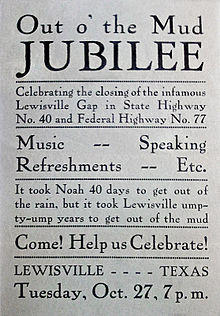 Out o' the Mud
JUBILEE
Celebrating the closing of the infamous
Lewisville Gap in State Highway
No. 40 and Federal Highway No. 77
Music -- Speaking
Refreshments -- Etc.
It took Noah 40 days to get out of
the rain, but it took Lewisville ump-
ty-ump years to get out of the mud
Come! Help us Celebrate!
LEWISVILLE - - - - TEXAS
Tuesday, Oct. 27, 7 p. m.